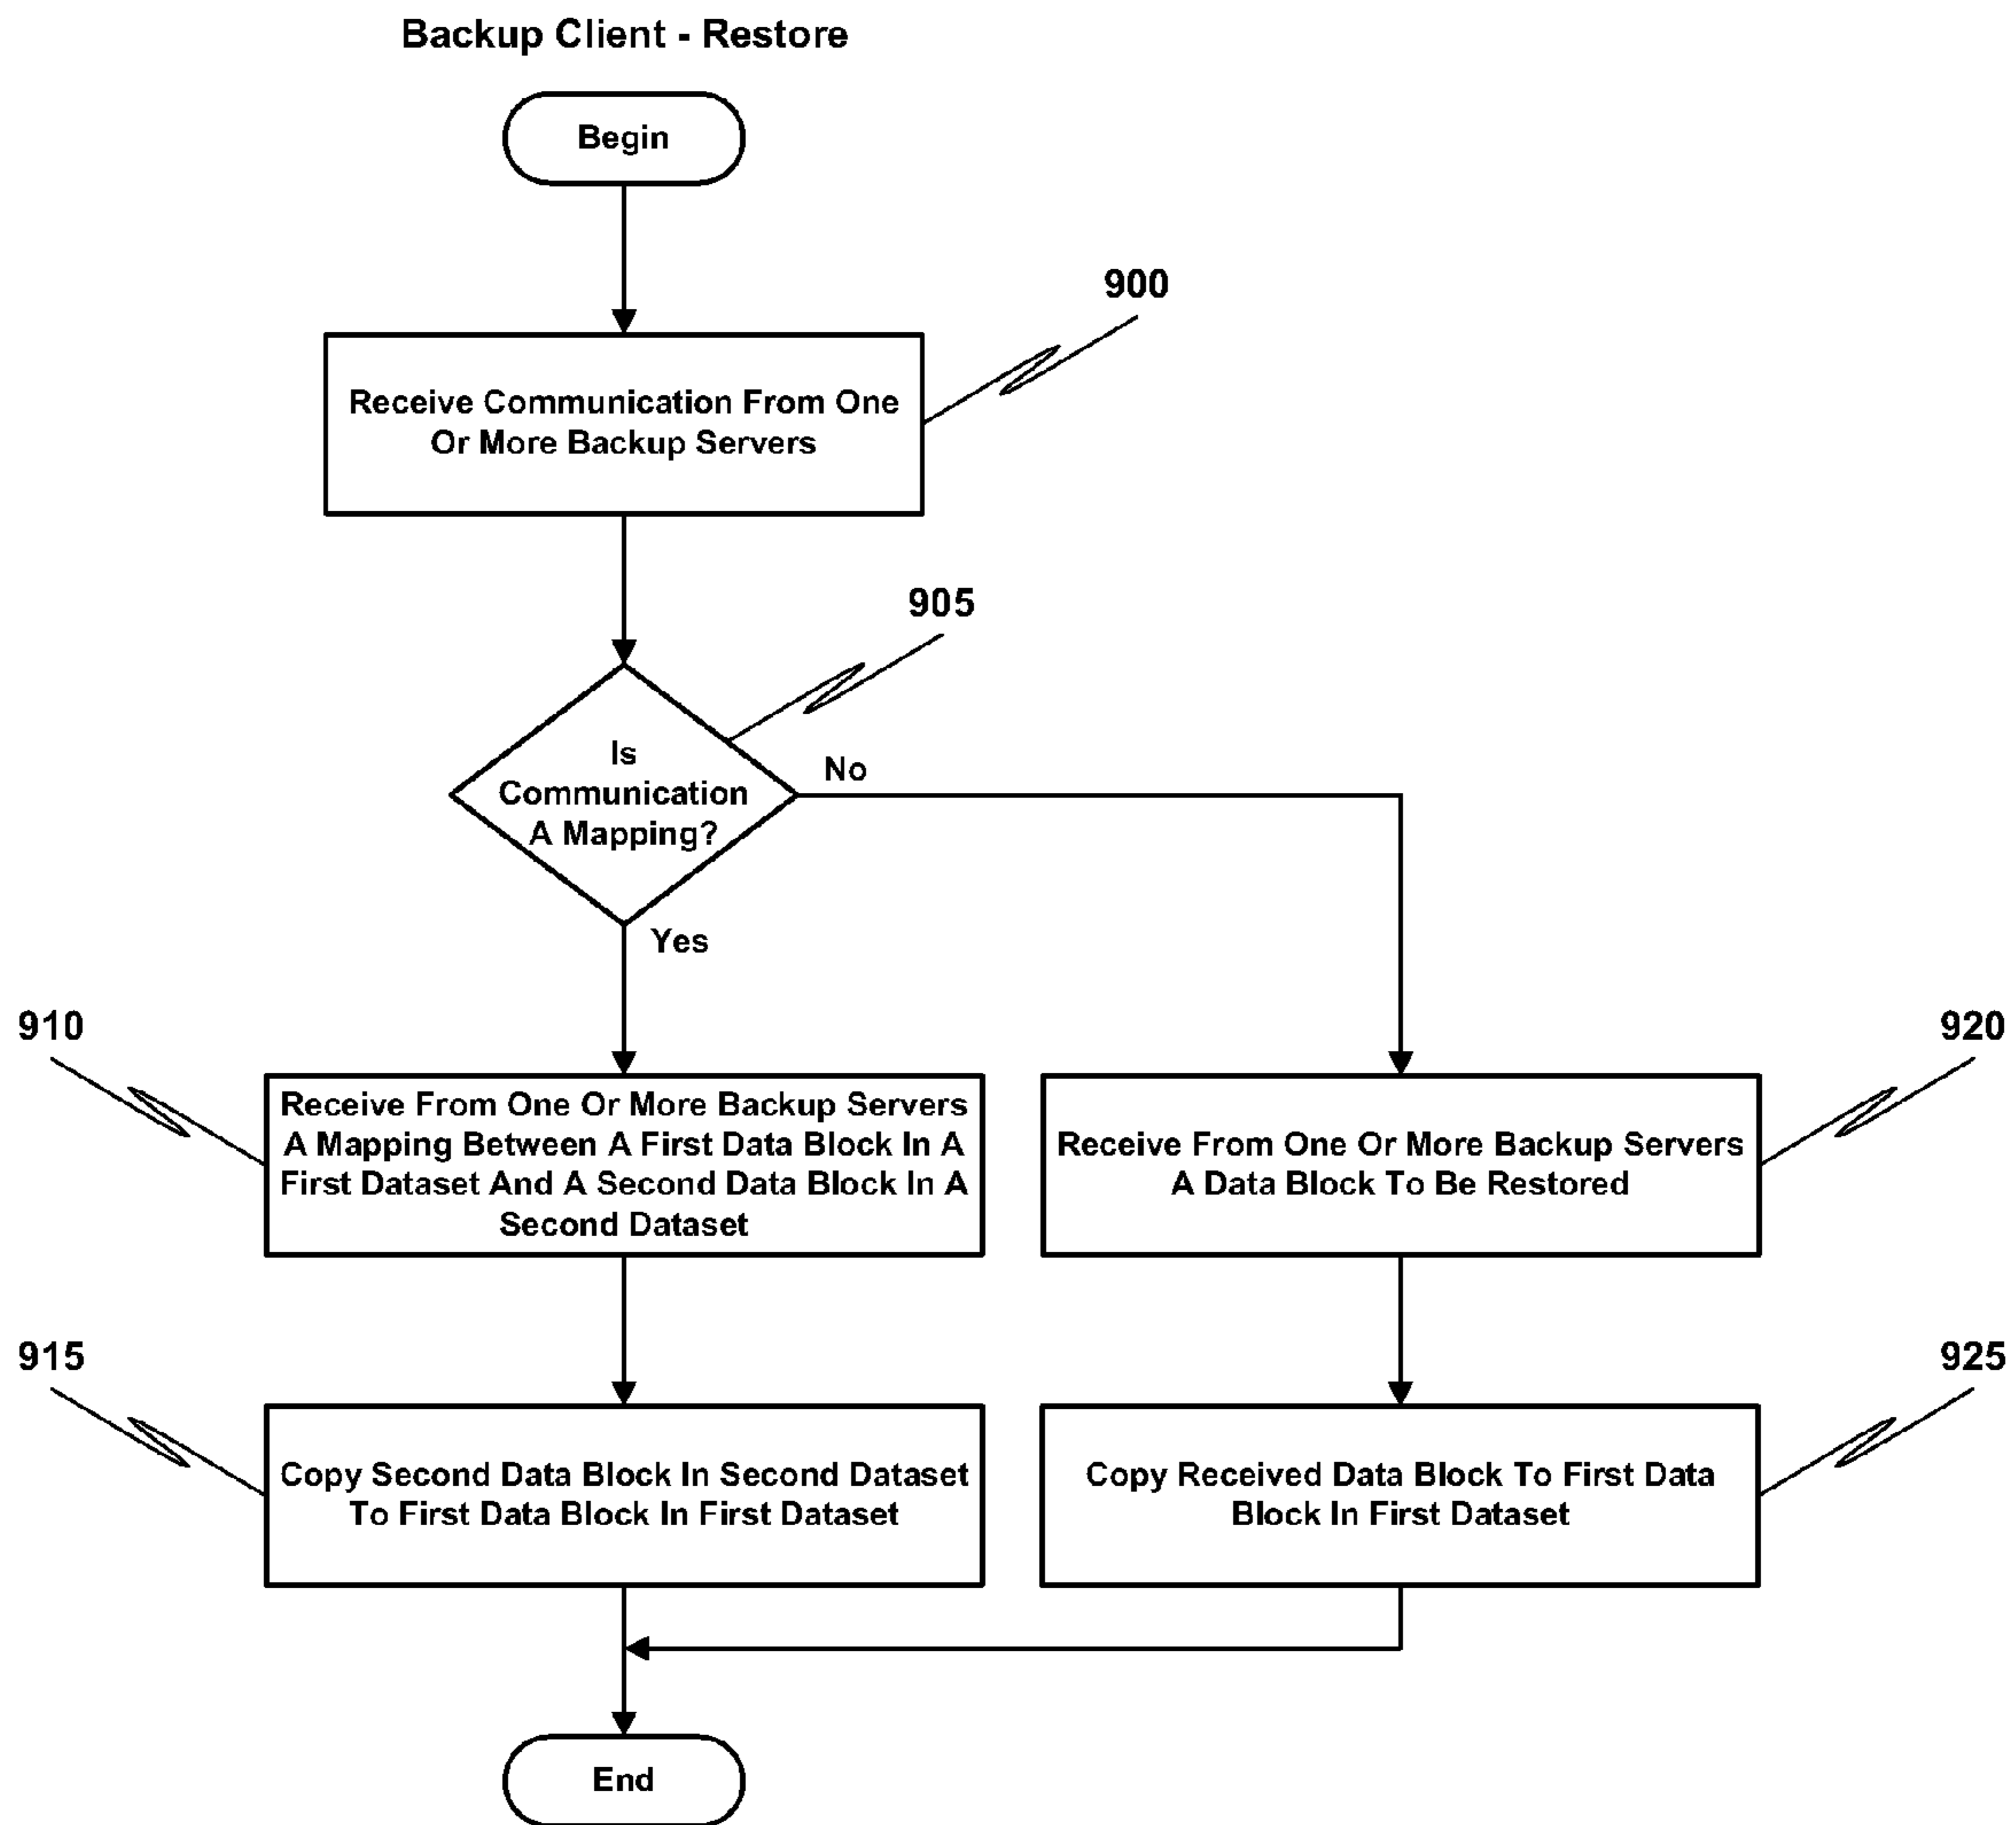 Backup Client - Restore
Begin
900
Receive Communication From One
Or More Backup Servers
905
Is
Communication
A Mapping?
No
Yes
910
Receive From One Or More Backup Servers
A Mapping Between A First Data Block In A
First Dataset And A Second Data Block In A
Second Dataset
920
Receive From One Or More Backup Servers
A Data Block To Be Restored
915
Copy Second Data Block In Second Dataset
To First Data Block In First Dataset
925
Copy Received Data Block To First Data
Block In First Dataset
End